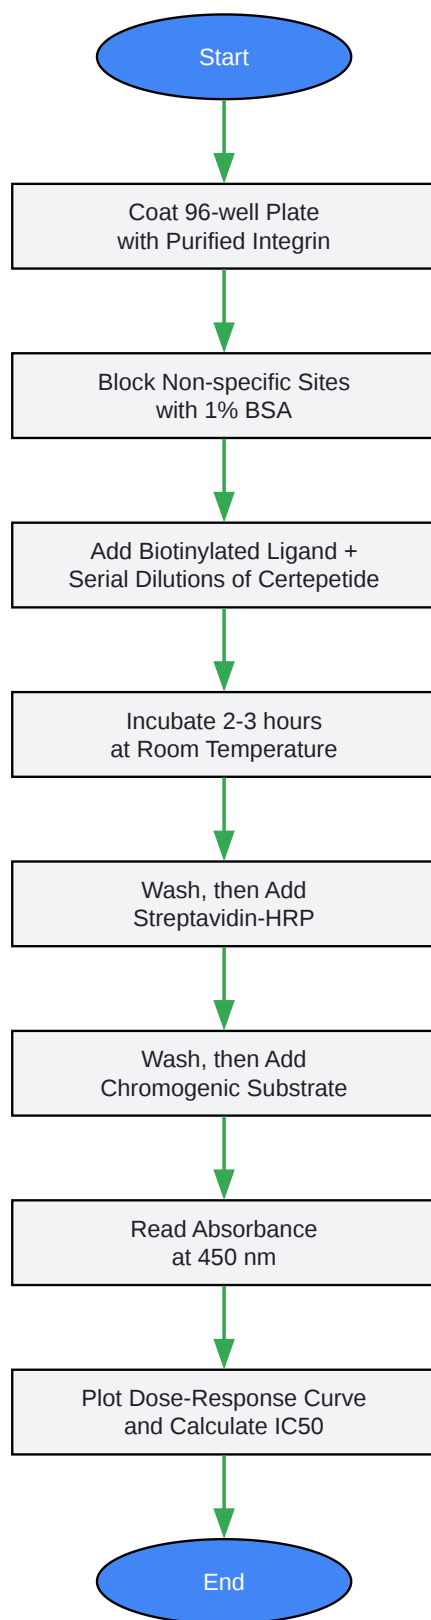 Start
Coat 96-well Plate
with Purified Integrin
Block Non-specific Sites
with 1% BSA
Add Biotinylated Ligand +
Serial Dilutions of Certepetide
Incubate 2-3 hours
at Room Temperature
Wash, then Add
Streptavidin-HRP
Wash, then Add
Chromogenic Substrate
Read Absorbance
at 450 nm
Plot Dose-Response Curve
and Calculate IC50
End